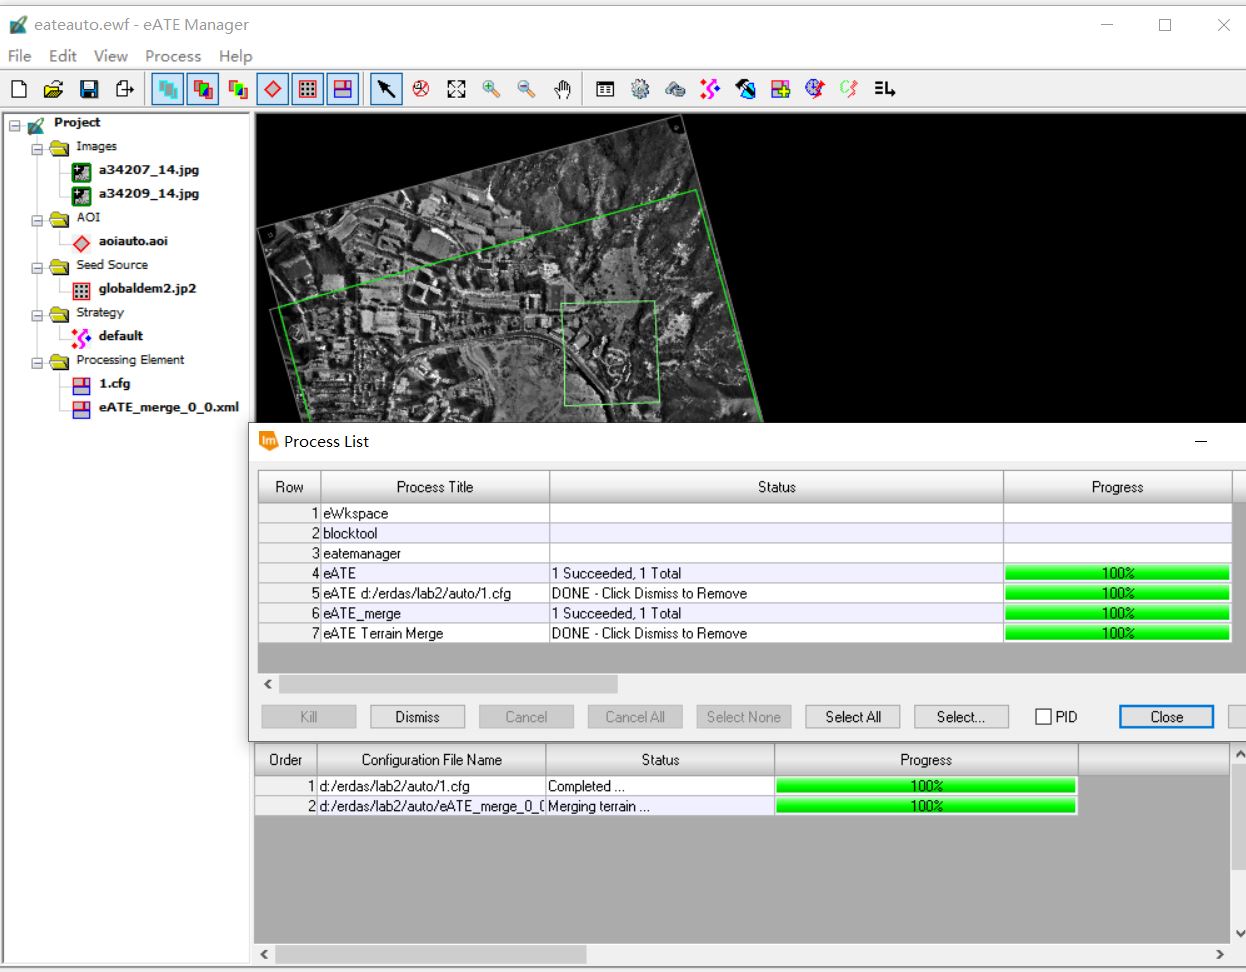 eateauto.ewf - eATE Manager
File Edit View Process Help
Project
Images
a34207_14.jpg
a34209_14.jpg
AOI
aoiauto.aoi
Seed Source
globaldem2.jp2
Strategy
default
Processing Element
1.cfg
eATE_merge_0_0.xml
Im Process List
Row Process Title Status Progress
1 eWkspace
2 blocktool
3 eatemanager
4 eATE 1 Succeeded, 1 Total 100%
5 eATE d:/erdas/lab2/auto/1.cfg DONE - Click Dismiss to Remove 100%
6 eATE_merge 1 Succeeded, 1 Total 100%
7 eATE Terrain Merge DONE - Click Dismiss to Remove 100%
Kill Dismiss Cancel Cancel All Select None Select All Select... PID Close
Order Configuration File Name Status Progress
1 d:/erdas/lab2/auto/1.cfg Completed ... 100%
2 d:/erdas/lab2/auto/eATE_merge_0_0 Merging terrain ... 100%